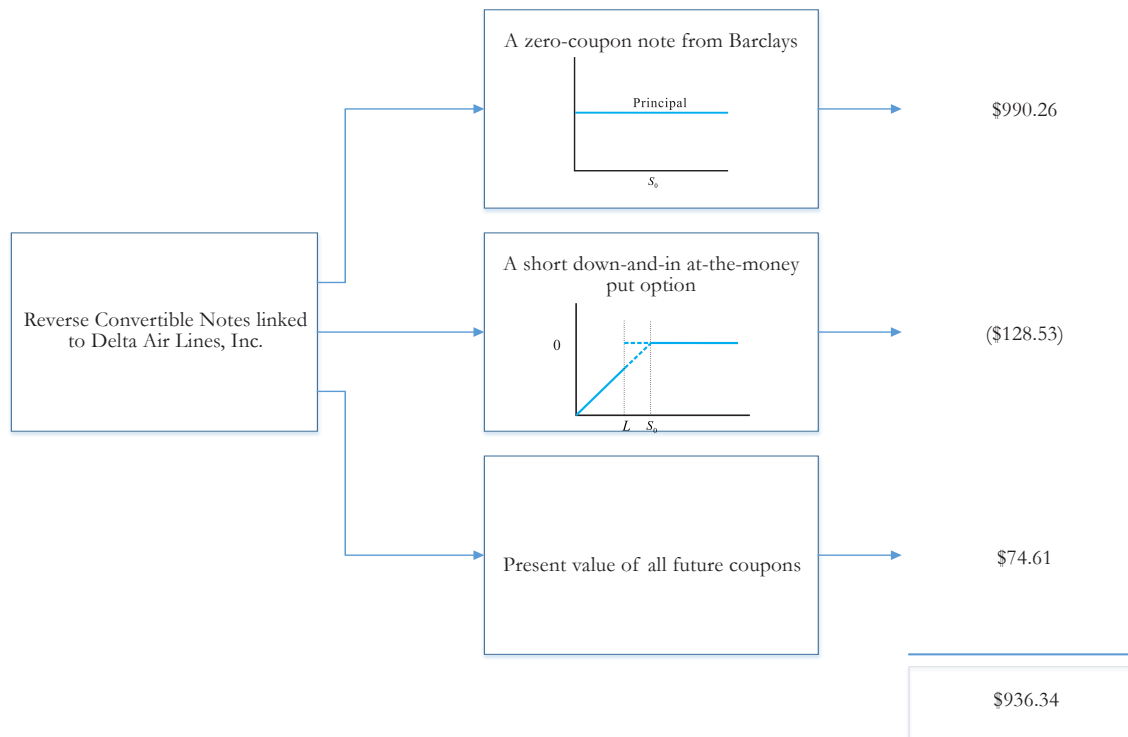 A zero-coupon note from Barclays
Principal
S₀
$990.26
Reverse Convertible Notes linked
to Delta Air Lines, Inc.
A short down-and-in at-the-money
put option
0
L S₀
($128.53)
Present value of all future coupons
$74.61
$936.34